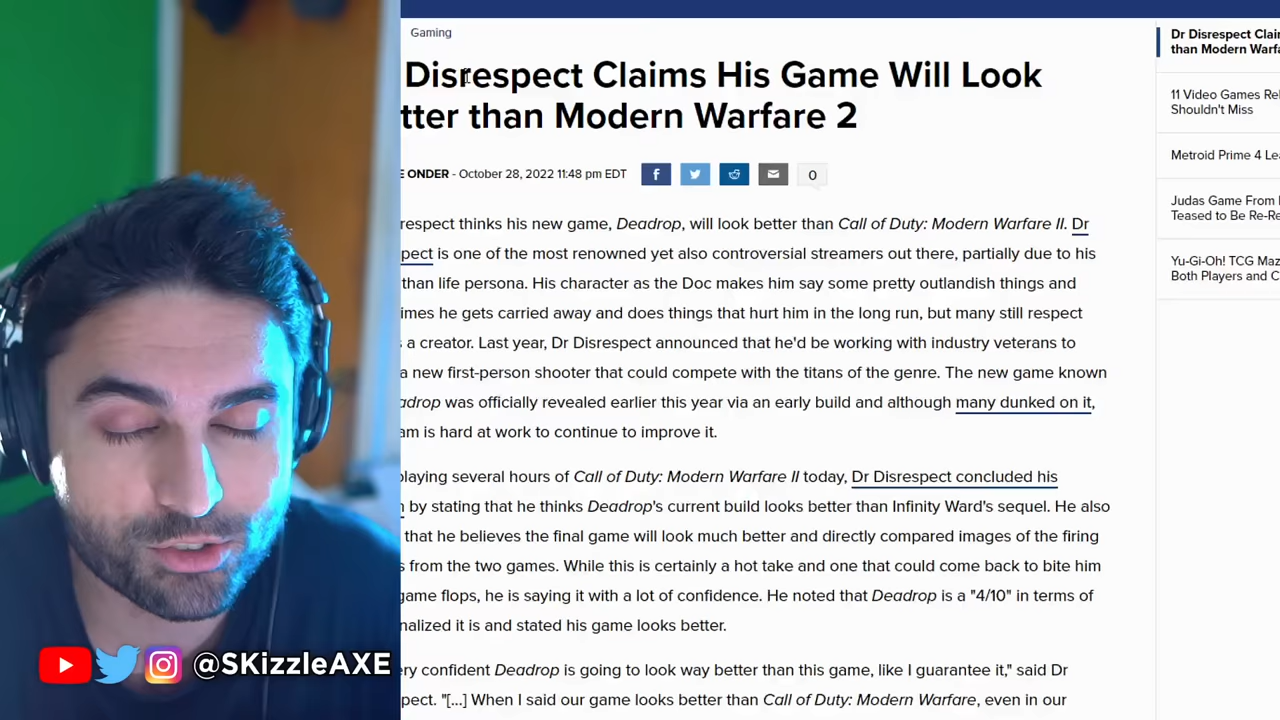 Gaming
Disrespect Claims His Game Will Look
tter than Modern Warfare 2
E ONDER - October 28, 2022 11:48 pm EDT
0
respect thinks his new game, Deadrop, will look better than Call of Duty: Modern Warfare II. Dr
pect is one of the most renowned yet also controversial streamers out there, partially due to his
than life persona. His character as the Doc makes him say some pretty outlandish things and
imes he gets carried away and does things that hurt him in the long run, but many still respect
a creator. Last year, Dr Disrespect announced that he'd be working with industry veterans to
a new first-person shooter that could compete with the titans of the genre. The new game known
adrop was officially revealed earlier this year via an early build and although many dunked on it,
am is hard at work to continue to improve it.
playing several hours of Call of Duty: Modern Warfare II today, Dr Disrespect concluded his
by stating that he thinks Deadrop's current build looks better than Infinity Ward's sequel. He also
that he believes the final game will look much better and directly compared images of the firing
s from the two games. While this is certainly a hot take and one that could come back to bite him
game flops, he is saying it with a lot of confidence. He noted that Deadrop is a "4/10" in terms of
nalized it is and stated his game looks better.
ery confident Deadrop is going to look way better than this game, like I guarantee it," said Dr
pect. "[...] When I said our game looks better than Call of Duty: Modern Warfare, even in our
Dr Disrespect Clai
than Modern Warfa
11 Video Games Rel
Shouldn't Miss
Metroid Prime 4 Lea
Judas Game From
Teased to Be Re-Re
Yu-Gi-Oh! TCG Maz
Both Players and C
@SKizzleAXE